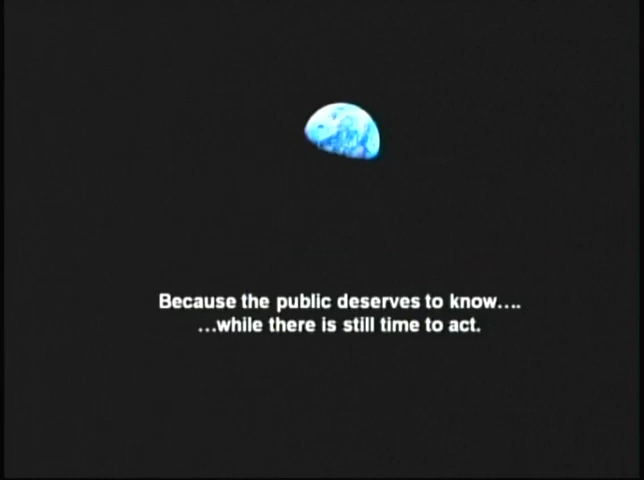 Because the public deserves to know....
...while there is still time to act.